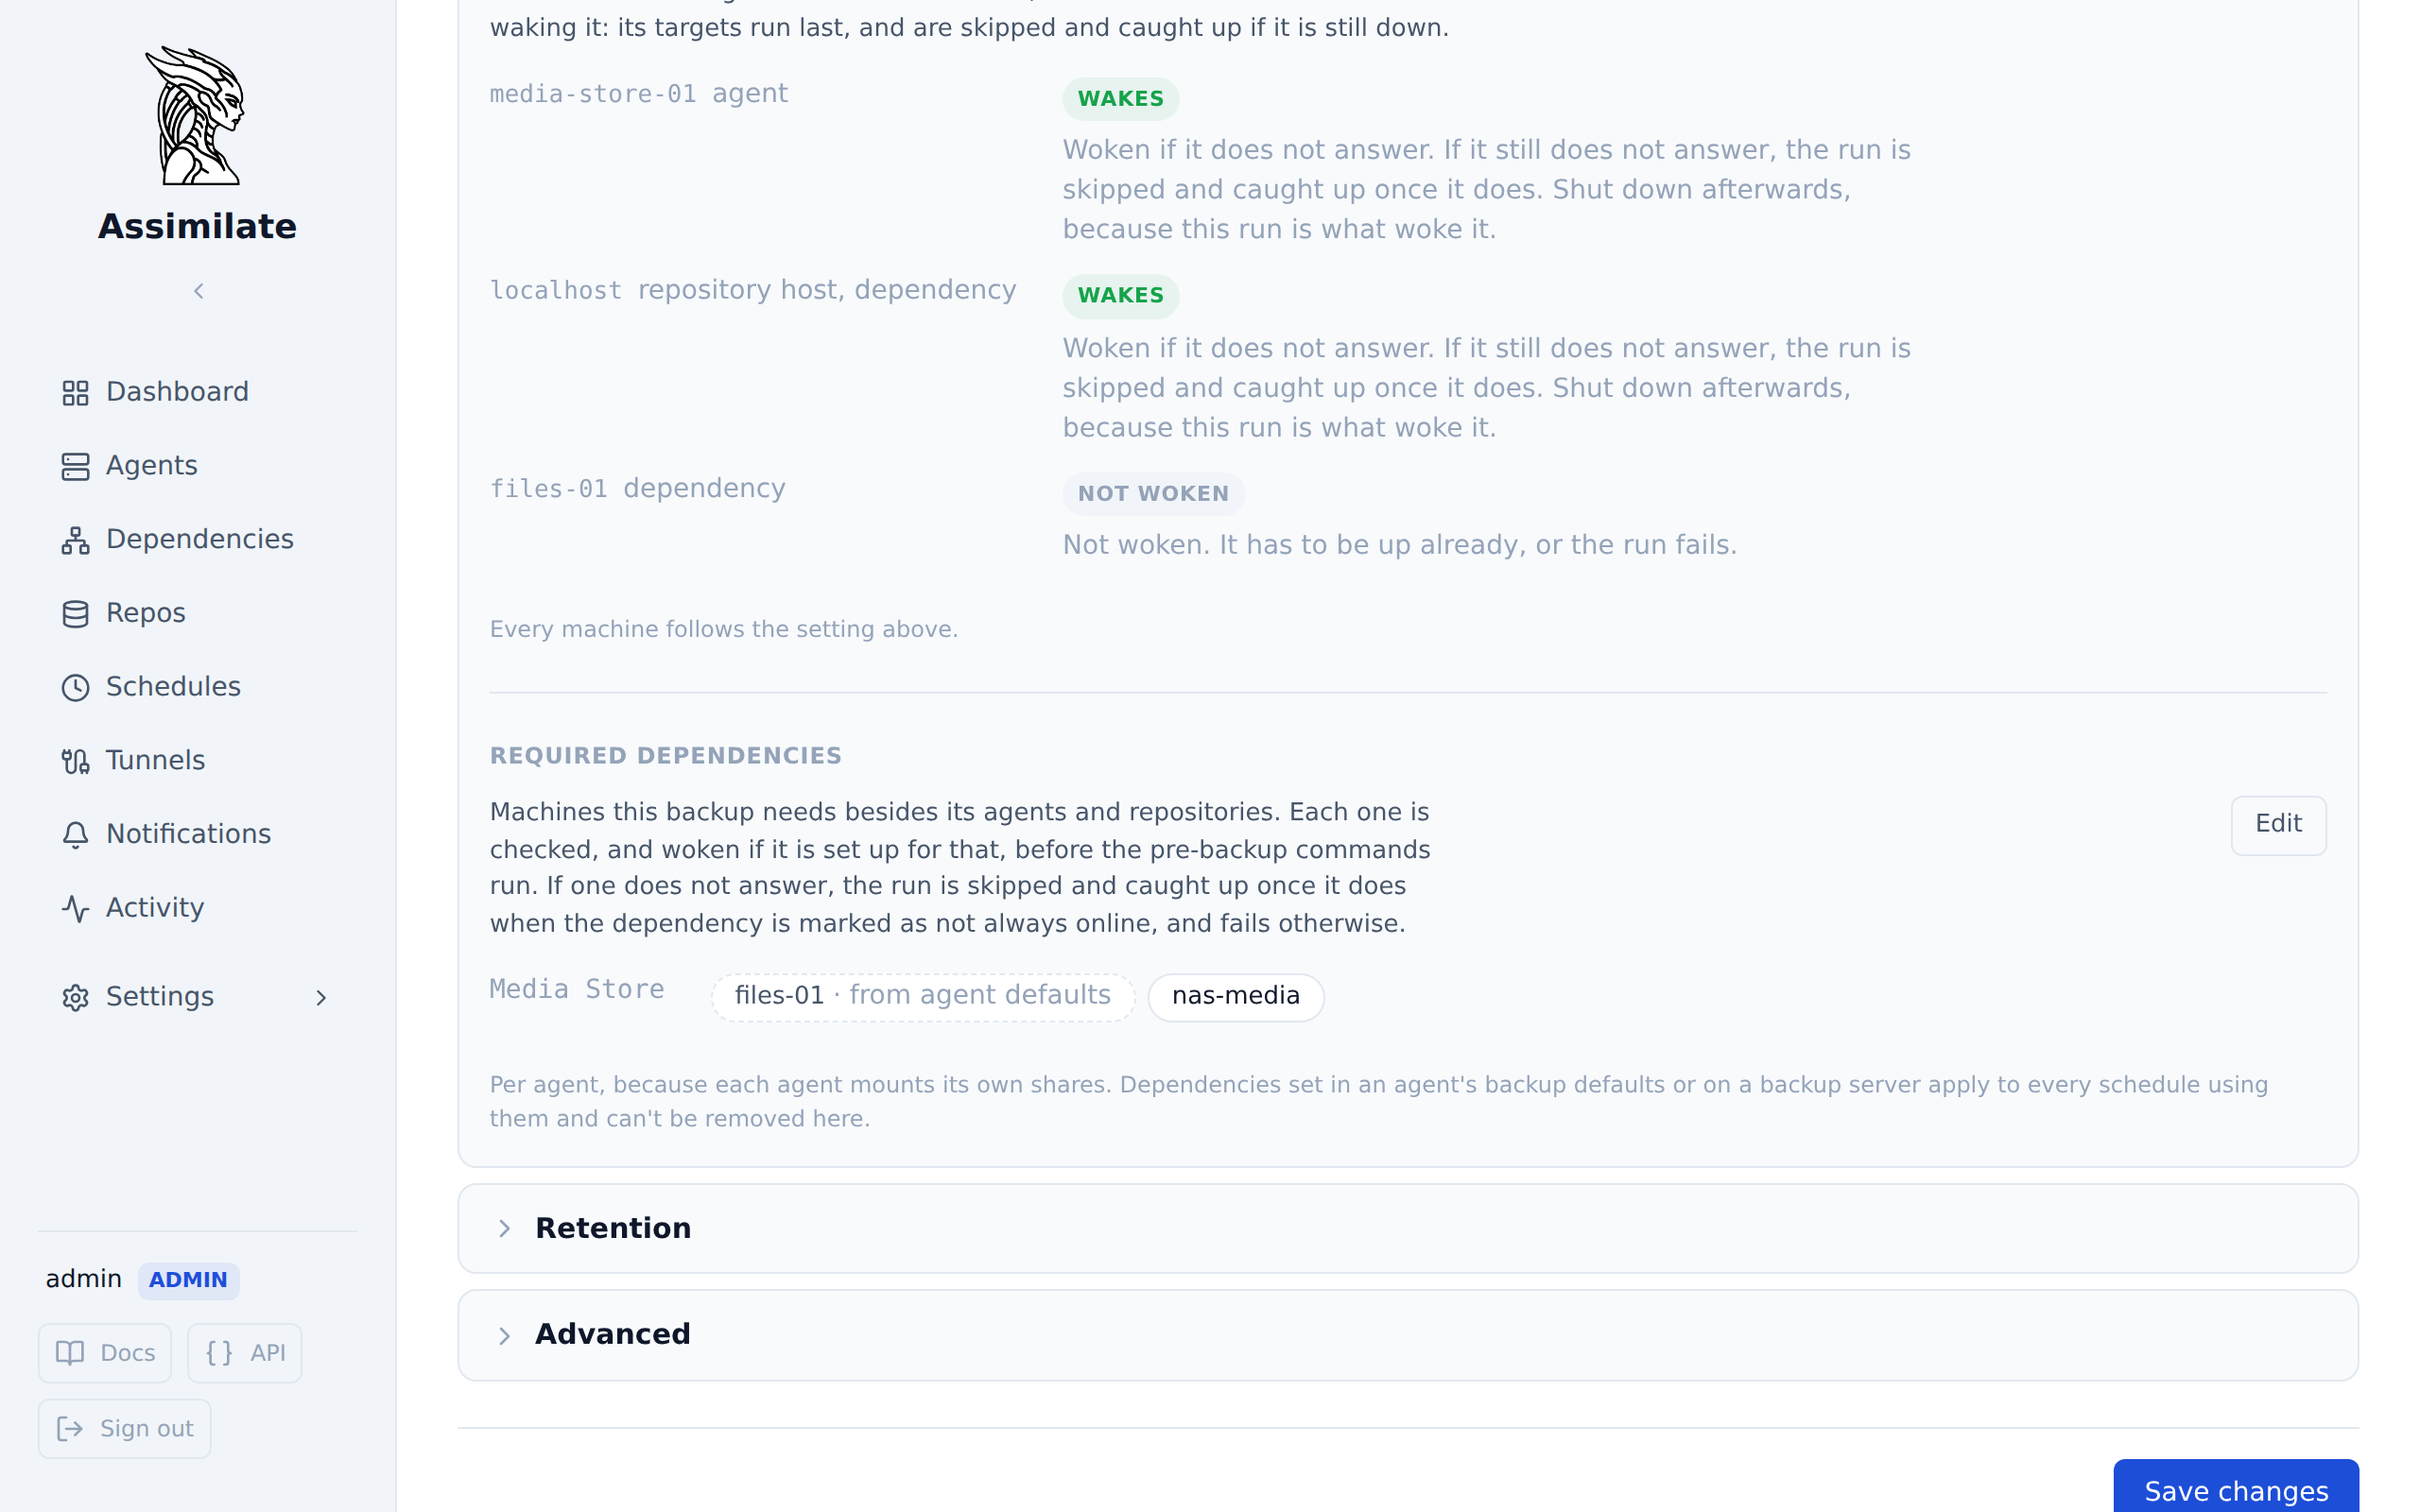 Assimilate
Dashboard
Agents
Dependencies
Repos
Schedules
Tunnels
Notifications
Activity
Settings
admin ADMIN
Docs
API
Sign out
waking it: its targets run last, and are skipped and caught up if it is still down.
media-store-01 agent
WAKES
Woken if it does not answer. If it still does not answer, the run is
skipped and caught up once it does. Shut down afterwards,
because this run is what woke it.
localhost repository host, dependency
WAKES
Woken if it does not answer. If it still does not answer, the run is
skipped and caught up once it does. Shut down afterwards,
because this run is what woke it.
files-01 dependency
NOT WOKEN
Not woken. It has to be up already, or the run fails.
Every machine follows the setting above.
REQUIRED DEPENDENCIES
Machines this backup needs besides its agents and repositories. Each one is
checked, and woken if it is set up for that, before the pre-backup commands
run. If one does not answer, the run is skipped and caught up once it does
when the dependency is marked as not always online, and fails otherwise.
Edit
Media Store
files-01 · from agent defaults
nas-media
Per agent, because each agent mounts its own shares. Dependencies set in an agent's backup defaults or on a backup server apply to every schedule using
them and can't be removed here.
Retention
Advanced
Save changes